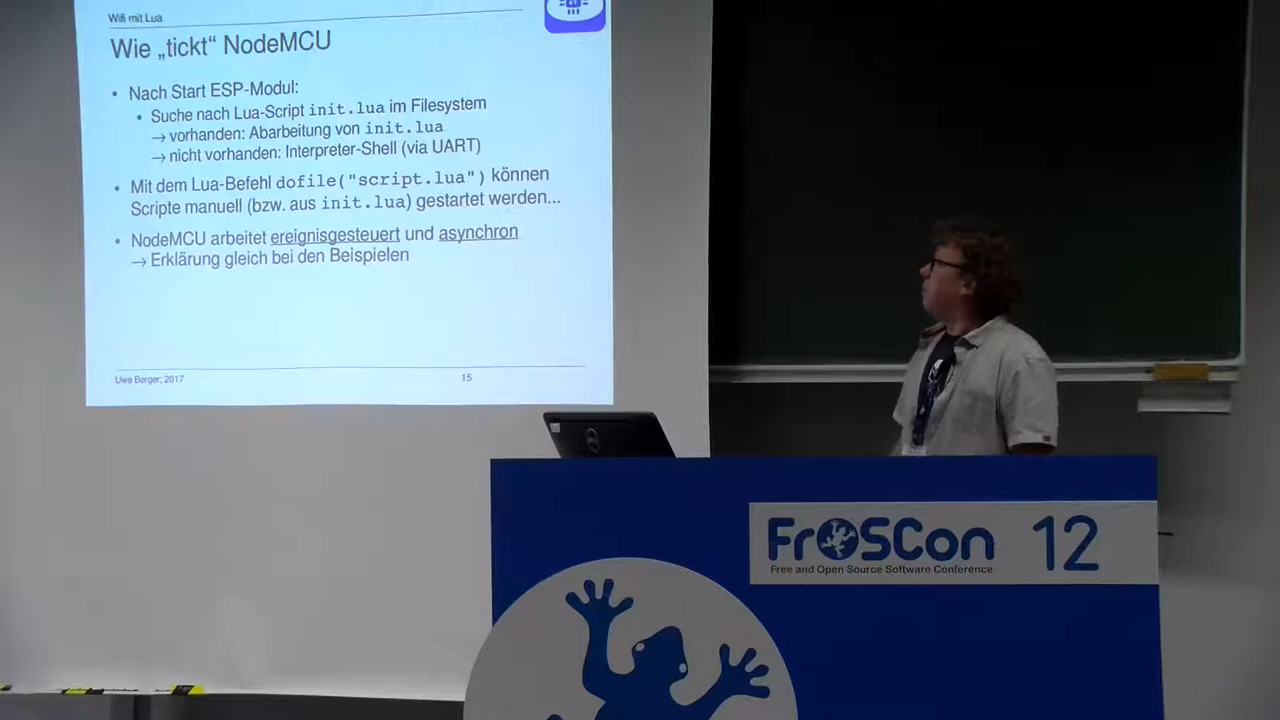 Wifi mit Lua
Wie „tickt“ NodeMCU
• Nach Start ESP-Modul:
• Suche nach Lua-Script init.lua im Filesystem
→ vorhanden: Abarbeitung von init.lua
→ nicht vorhanden: Interpreter-Shell (via UART)
• Mit dem Lua-Befehl dofile("script.lua") können
Scripte manuell (bzw. aus init.lua) gestartet werden...
• NodeMCU arbeitet ereignisgesteuert und asynchron
→ Erklärung gleich bei den Beispielen
Uwe Berger, 2017
15
FrOSCon 12
Free and Open Source Software Conference